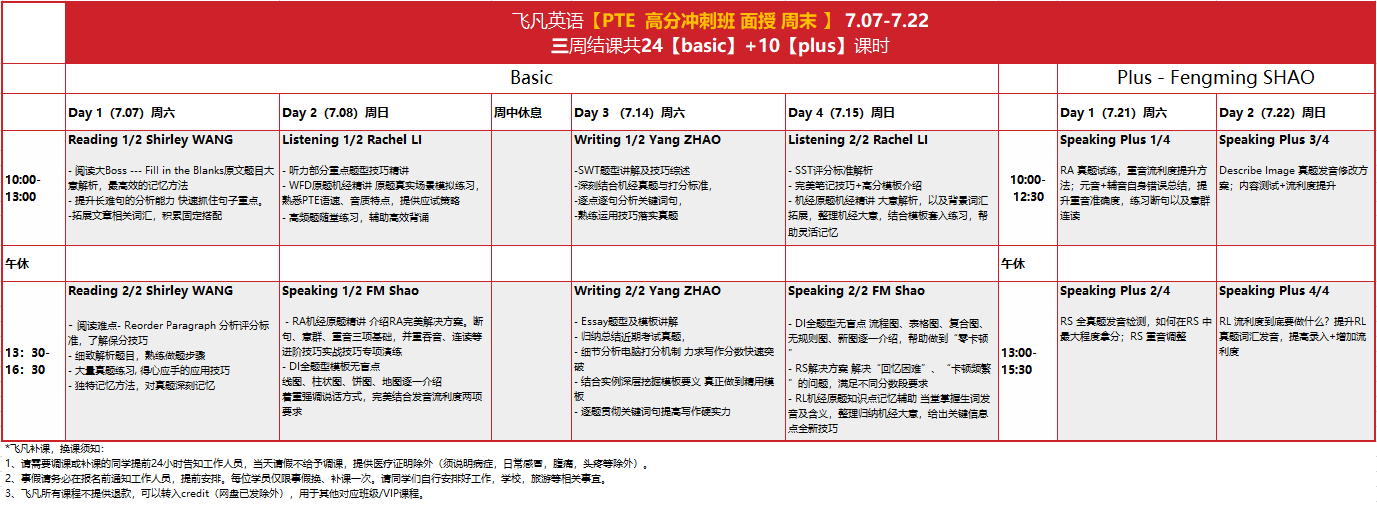 飞凡英语【PTE 高分冲刺班 面授 周末 】 7.07-7.22
三周结课共24【basic】+10【plus】课时
Basic
Plus - Fengming SHAO
Day 1 (7.07) 周六
Day 2 (7.08) 周日
周中休息
Day 3 (7.14) 周六
Day 4 (7.15) 周日
Day 1 (7.21) 周六
Day 2 (7.22) 周日
10:00-
13:00
Reading 1/2 Shirley WANG
- 阅读大Boss --- Fill in the Blanks原文题目大
意解析，最高效的记忆方法
- 提升长难句的分析能力 快速抓住句子重点。
-拓展文章相关词汇，积累固定搭配
Listening 1/2 Rachel LI
- 听力部分重点题型技巧精讲
- WFD原题机经精讲 原题真实场景模拟练习，
熟悉PTE语速、音质特点，提供应试策略
- 高频题随堂练习，辅助高效背诵
Writing 1/2 Yang ZHAO
-SWT题型讲解及技巧综述
-深刻结合机经真题与打分标准，
-逐点逐句分析关键词句，
-熟练运用技巧落实真题
Listening 2/2 Rachel LI
- SST评分标准解析
- 完美笔记技巧+高分模板介绍
- 机经原题机经精讲 大意解析，以及背景词汇
拓展，整理机经大意，结合模板套入练习，帮
助灵活记忆
10:00-
12:30
Speaking Plus 1/4
RA 真题试练，重音流利度提升方
法；元音+辅音自身错误总结，提
升重音准确度，练习断句以及意群
连读
Speaking Plus 3/4
Describe Image 真题发音修改方
案；内容测试+流利度提升
午休
午休
13：30-
16：30
Reading 2/2 Shirley WANG
- 阅读难点- Reorder Paragraph 分析评分标
准，了解保分技巧
- 细致解析题目，熟练做题步骤
- 大量真题练习, 得心应手的应用技巧
- 独特记忆方法，对真题深刻记忆
Speaking 1/2 FM Shao
- RA机经原题精讲 介绍RA完美解决方案。断
句、意群、重音三项基础，并重吞音、连读等
进阶技巧实战技巧专项演练
- DI全题型模板无盲点
线图、柱状图、饼图、地图逐一介绍
着重强调说话方式，完美结合发音流利度两项
要求
Writing 2/2 Yang ZHAO
- Essay题型及模板讲解
- 归纳总结近期考试真题，
- 细节分析电脑打分机制 力求写作分数快速突
破
- 结合实例深层挖掘模板要义 真正做到精用模
板
- 逐题贯彻关键词句提高写作硬实力
Speaking 2/2 FM Shao
- DI全题型无盲点 流程图、表格图、复合图、
无规则图、新图逐一介绍，帮助做到“零卡顿
”
- RS解决方案 解决“回忆困难”、“卡顿频繁
”的问题，满足不同分数段要求
- RL机经原题知识点记忆辅助 当堂掌握生词发
音及含义，整理归纳机经大意，给出关键信息
点全新技巧
13:00-
15:30
Speaking Plus 2/4
RS 全真题发音检测，如何在RS 中
最大程度拿分；RS 重音调整
Speaking Plus 4/4
RL 流利度到底要做什么？提升RL
真题词汇发音，提高录入+增加流
利度
*飞凡补课，换课须知：
1、请需要调课或补课的同学提前24小时告知工作人员，当天请假不给予调课，提供医疗证明除外（须说明病症，日常感冒，腹痛，头疼等除外）。
2、事假请务必在报名前通知工作人员，提前安排。每位学员仅限事假换、补课一次。请同学们自行安排好工作，学校，旅游等相关事宜。
3、飞凡所有课程不提供退款，可以转入credit（网盘已发除外），用于其他对应班级/VIP课程。